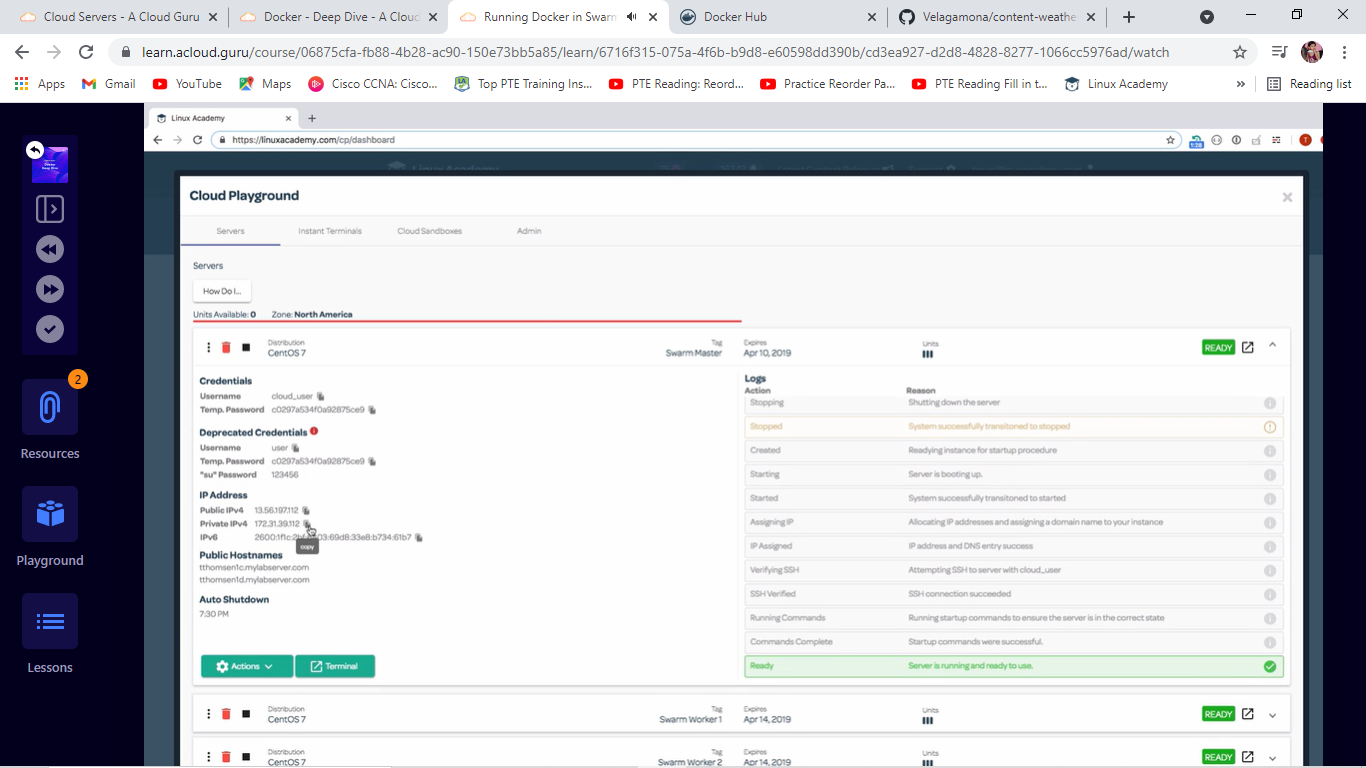 Cloud Servers - A Cloud Guru
Docker - Deep Dive - A Cloud
Running Docker in Swarm
Docker Hub
Velagamona/content-weathe
learn.acloud.guru/course/06875cfa-fb88-4b28-ac90-150e73bb5a85/learn/6716f315-075a-4f6b-b9d8-e60598dd390b/cd3ea927-d2d8-4828-8277-1066cc5976ad/watch
Apps
Gmail
YouTube
Maps
Cisco CCNA: Cisco...
Top PTE Training Ins...
PTE Reading: Reord...
Practice Reorder Pa...
PTE Reading Fill in t...
Linux Academy
Reading list
Linux Academy
https://linuxacademy.com/cp/dashboard
1:28
T
Cloud Playground
Servers
Instant Terminals
Cloud Sandboxes
Admin
Servers
How Do I...
Units Available: 0
Zone: North America
Distribution
CentOS 7
Tag
Swarm Master
Expires
Apr 10, 2019
Units
READY
Credentials
Username cloud_user
Temp. Password c0297a534f0a92875ce9
Deprecated Credentials
Username user
Temp. Password c0297a534f0a92875ce9
"su" Password 123456
IP Address
Public IPv4 13.56.197.112
Private IPv4 172.31.39.112
IPv6
copy
Public Hostnames
tthomsen1c.mylabserver.com
tthomsen1d.mylabserver.com
Auto Shutdown
7:30 PM
Actions
Terminal
Logs
Action Reason
Stopping Shutting down the server
Stopped System successfully transitoned to stopped
Created Readying instance for startup procedure
Starting Server is booting up.
Started System successfully transitoned to started
Assigning IP Allocating IP addresses and assigning a domain name to your instance
IP Assigned IP address and DNS entry success
Verifying SSH Attempting SSH to server with cloud_user
SSH Verified SSH connection succeeded
Running Commands Running startup commands to ensure the server is in the correct state
Commands Complete Startup commands were successful.
Ready Server is running and ready to use.
Distribution
CentOS 7
Tag
Swarm Worker 1
Expires
Apr 14, 2019
Units
READY
Distribution
CentOS 7
Tag
Swarm Worker 2
Expires
Apr 14, 2019
Units
READY
2
Resources
Playground
Lessons